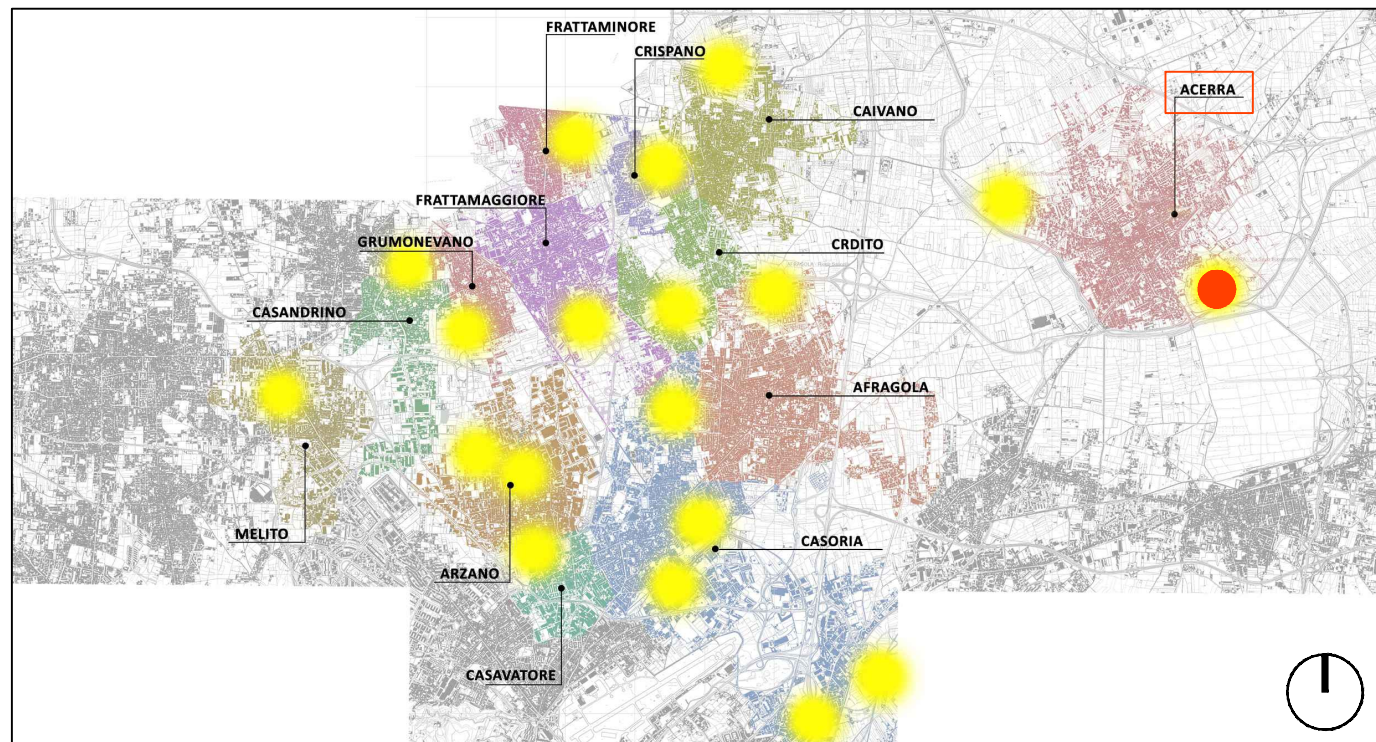 FRATTAMINORE
CRISPANO
ACERRA
CAIVANO
FRATTAMAGGIORE
GRUMONEVANO
CRDITO
CASANDRINO
AFRAGOLA
MELITO
CASORIA
ARZANO
CASAVATORE